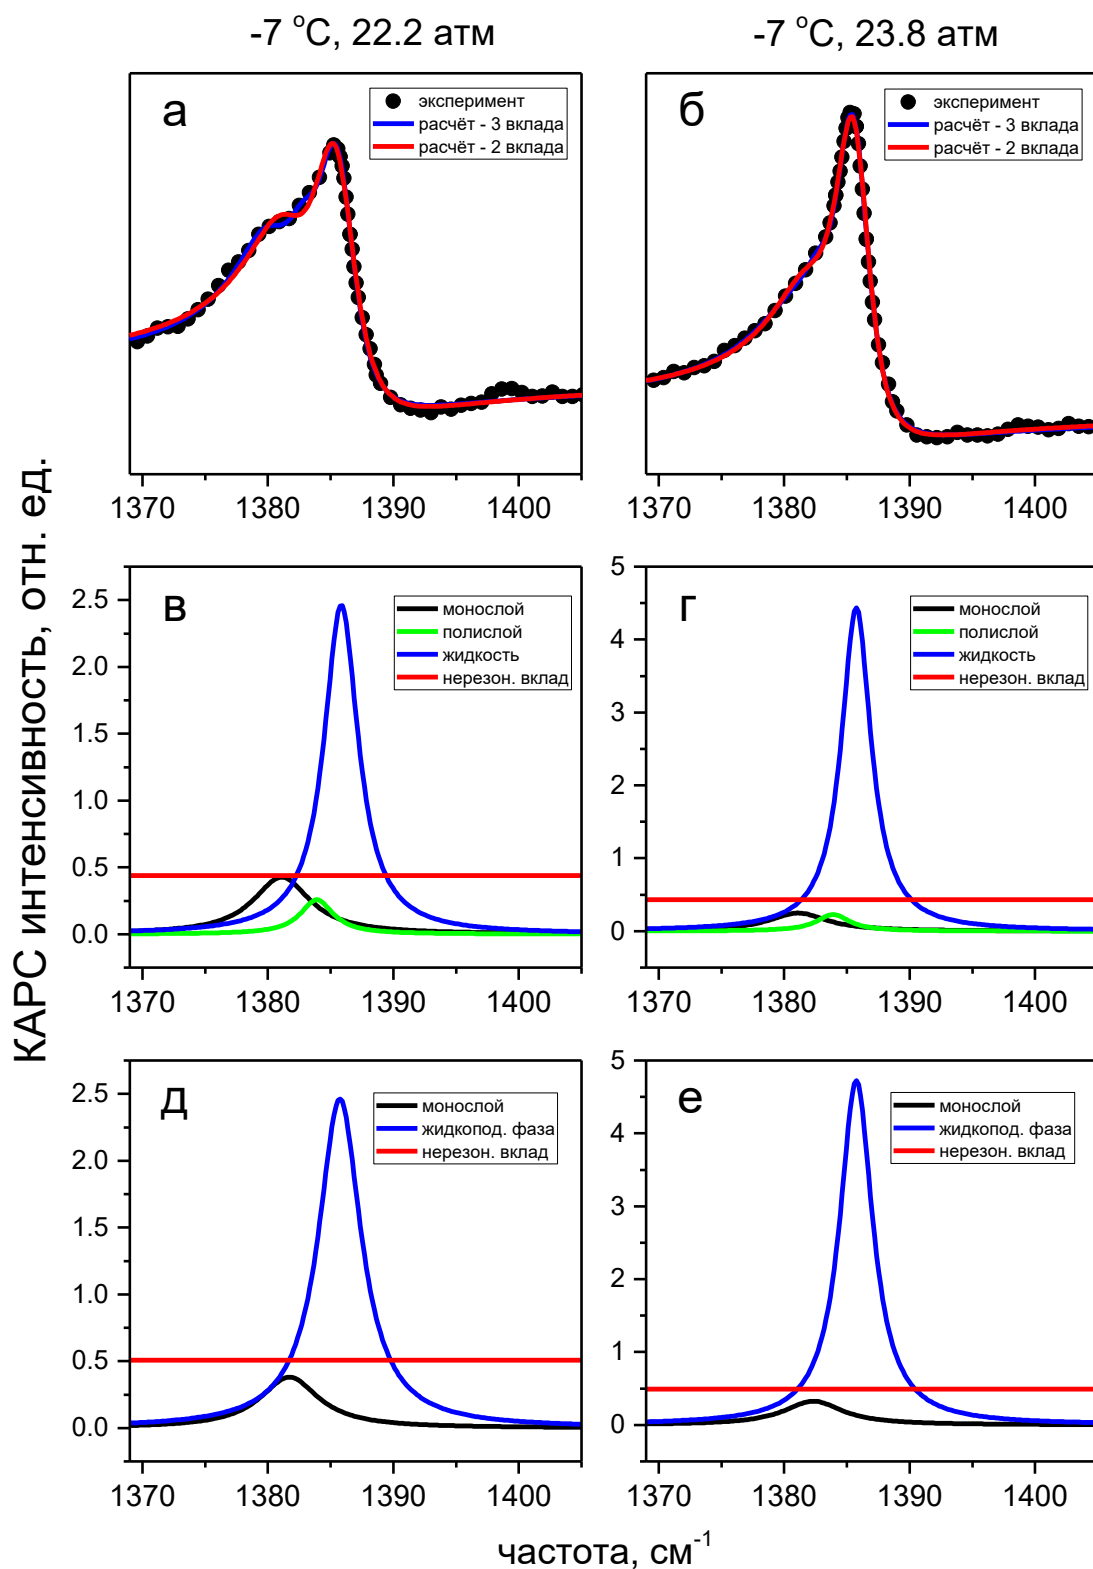 -7 °C, 22.2 атм
-7 °C, 23.8 атм
а
эксперимент
расчёт - 3 вклада
расчёт - 2 вклада
1370 1380 1390 1400
б
эксперимент
расчёт - 3 вклада
расчёт - 2 вклада
1370 1380 1390 1400
КАРС интенсивность, отн. ед.
в
монослой
полислой
жидкость
нерезон. вклад
2.5
2.0
1.5
1.0
0.5
0.0
1370 1380 1390 1400
г
монослой
полислой
жидкость
нерезон. вклад
5
4
3
2
1
0
1370 1380 1390 1400
д
монослой
жидкопод. фаза
нерезон. вклад
2.5
2.0
1.5
1.0
0.5
0.0
1370 1380 1390 1400
е
монослой
жидкопод. фаза
нерезон. вклад
5
4
3
2
1
0
1370 1380 1390 1400
частота, см⁻¹